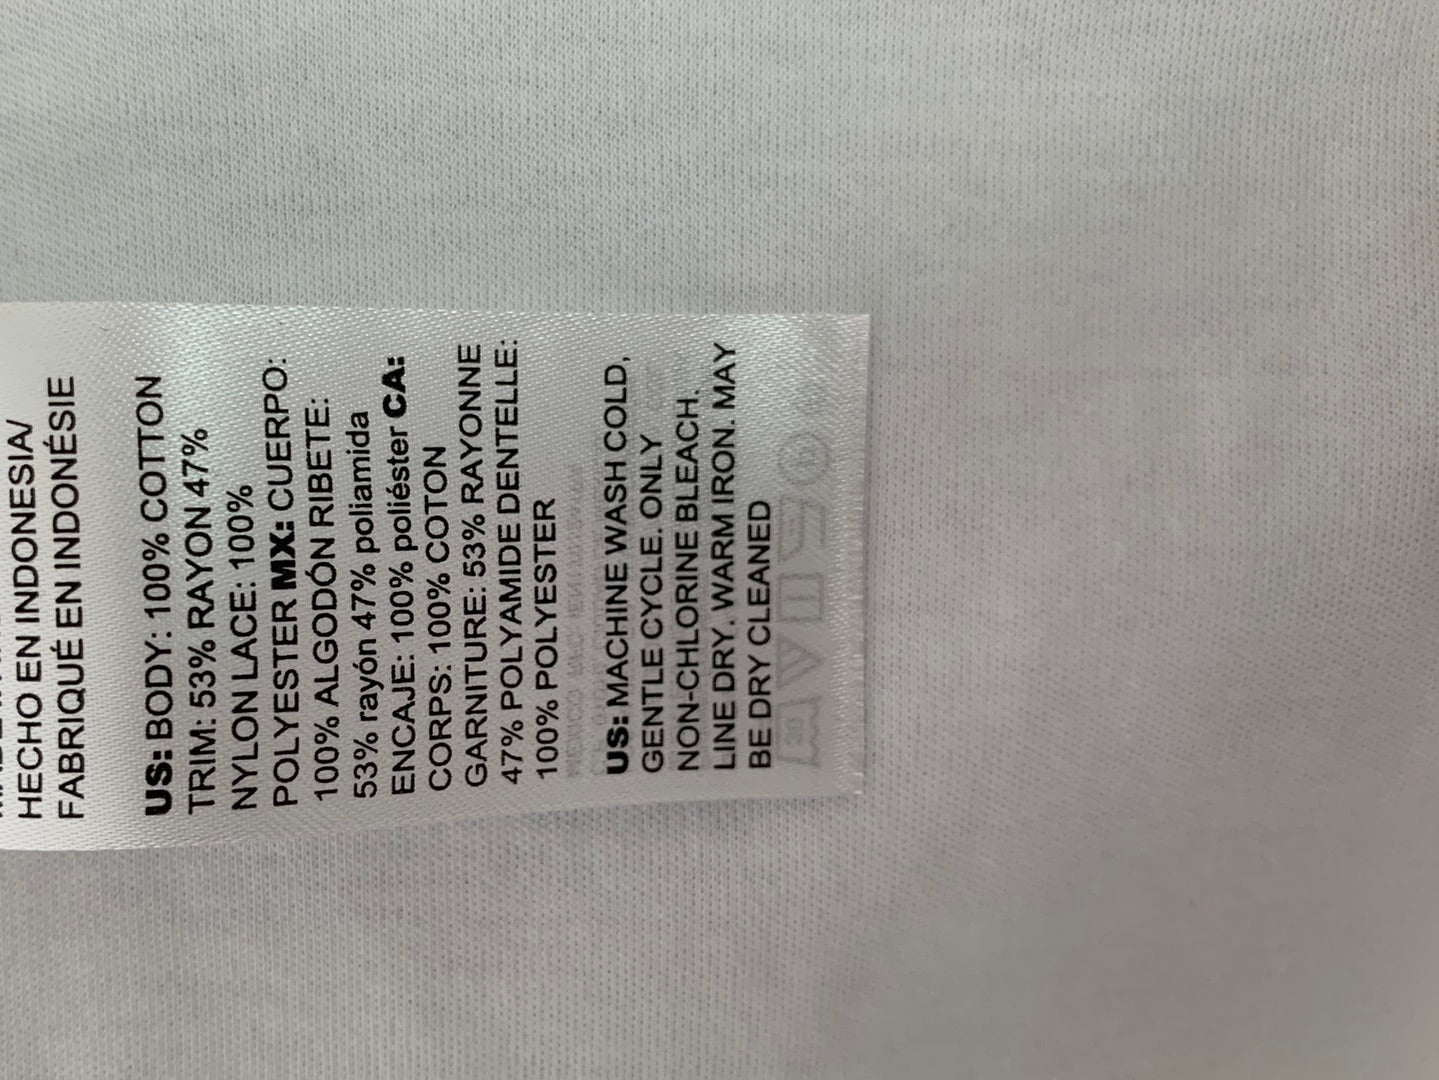 HECHO EN INDONESIA/
FABRIQUÉ EN INDONÉSIE
US: BODY: 100% COTTON
TRIM: 53% RAYON 47%
NYLON LACE: 100%
POLYESTER MX: CUERPO:
100% ALGODÓN RIBETE:
53% rayón 47% poliamida
ENCAJE: 100% poliéster CA:
CORPS: 100% COTON
GARNITURE: 53% RAYONNE
47% POLYAMIDE DENTELLE:
100% POLYESTER
US: MACHINE WASH COLD,
GENTLE CYCLE. ONLY
NON-CHLORINE BLEACH.
LINE DRY. WARM IRON. MAY
BE DRY CLEANED